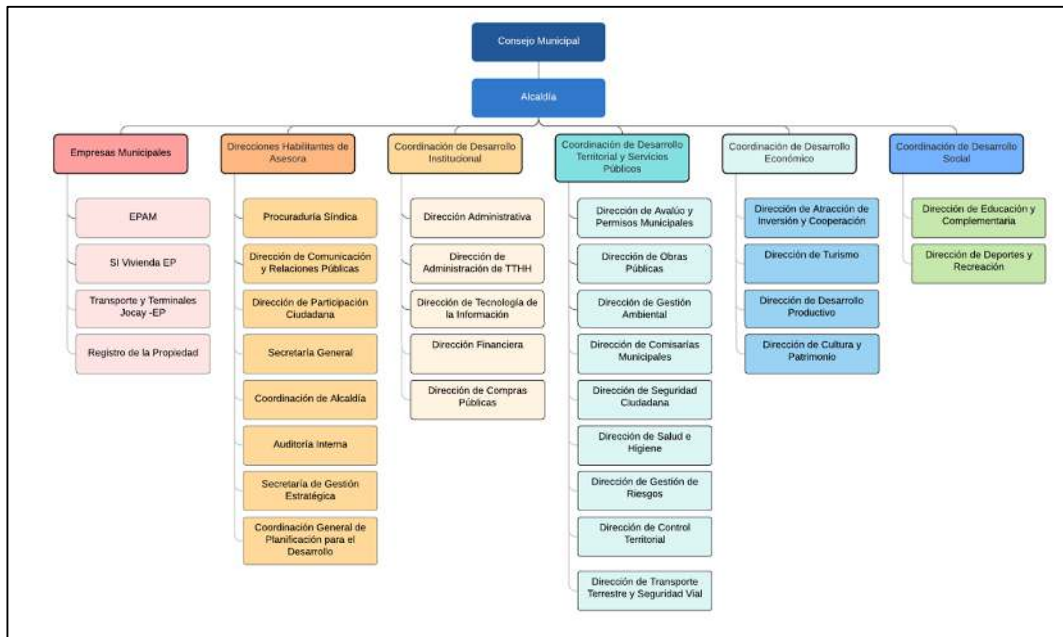 Consejo Municipal
Alcaldía
Empresas Municipales
EPAM
SI Vivienda EP
Transporte y Terminales
Jocay -EP
Registro de la Propiedad
Direcciones Habilitantes de
Asesora
Procuraduría Síndica
Dirección de Comunicación
y Relaciones Públicas
Dirección de Participación
Ciudadana
Secretaría General
Coordinación de Alcaldía
Auditoría Interna
Secretaría de Gestión
Estratégica
Coordinación General de
Planificación para el
Desarrollo
Coordinación de Desarrollo
Institucional
Dirección Administrativa
Dirección de
Administración de TTHH
Dirección de Tecnología de
la Información
Dirección Financiera
Dirección de Compras
Públicas
Coordinación de Desarrollo
Territorial y Servicios
Públicos
Dirección de Avalúo y
Permisos Municipales
Dirección de Obras
Públicas
Dirección de Gestión
Ambiental
Dirección de Comisarías
Municipales
Dirección de Seguridad
Ciudadana
Dirección de Salud e
Higiene
Dirección de Gestión de
Riesgos
Dirección de Control
Territorial
Dirección de Transporte
Terrestre y Seguridad Vial
Coordinación de Desarrollo
Económico
Dirección de Atracción de
Inversión y Cooperación
Dirección de Turismo
Dirección de Desarrollo
Productivo
Dirección de Cultura y
Patrimonio
Coordinación de Desarrollo
Social
Dirección de Educación y
Complementaria
Dirección de Deportes y
Recreación